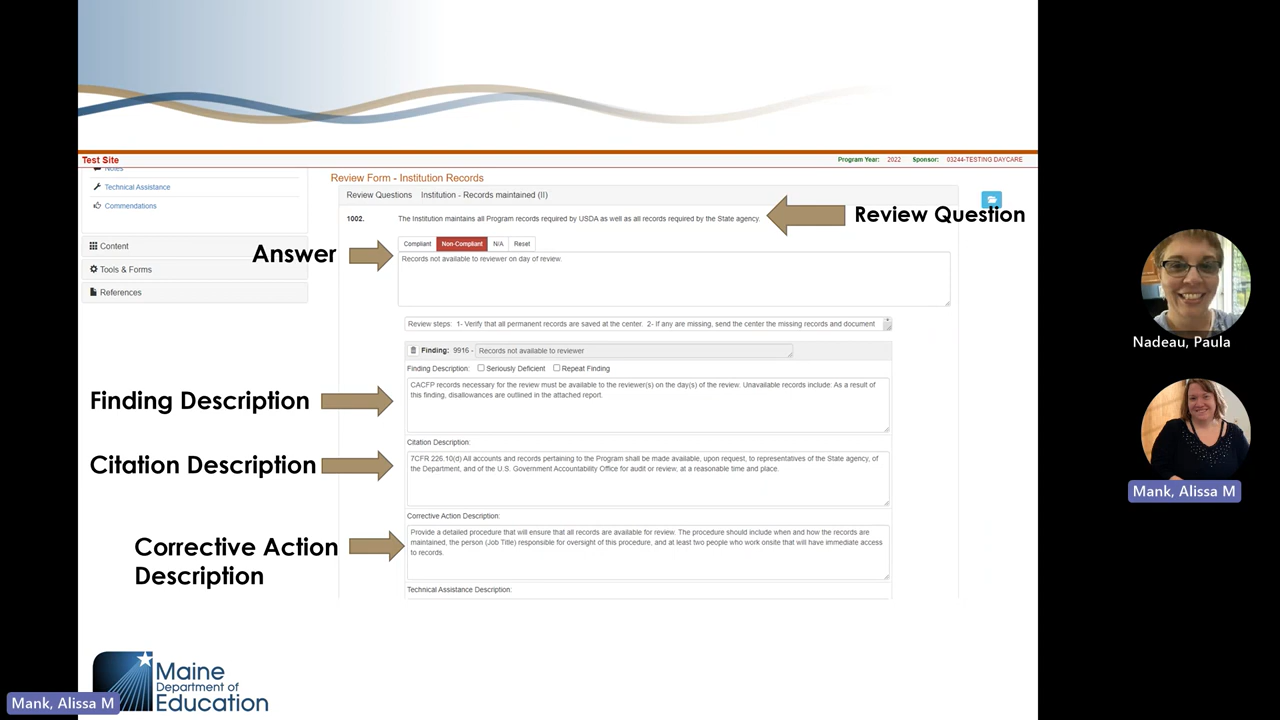 Test Site
Program Year: 2022 Sponsor: 03244-TESTING DAYCARE
Notes
Technical Assistance
Commendations
Content
Tools & Forms
References
Review Form - Institution Records
Review Questions Institution - Records maintained (II)
1002. The Institution maintains all Program records required by USDA as well as all records required by the State agency.
Review Question
Answer
Compliant Non-Compliant N/A Reset
Records not available to reviewer on day of review.
Review steps: 1- Verify that all permanent records are saved at the center. 2- If any are missing, send the center the missing records and document
Finding: 9916 - Records not available to reviewer
Finding Description: Seriously Deficient Repeat Finding
Finding Description
CACFP records necessary for the review must be available to the reviewer(s) on the day(s) of the review. Unavailable records include: As a result of
this finding, disallowances are outlined in the attached report.
Citation Description:
Citation Description
7CFR 226.10(d) All accounts and records pertaining to the Program shall be made available, upon request, to representatives of the State agency, of
the Department, and of the U.S. Government Accountability Office for audit or review, at a reasonable time and place.
Corrective Action Description:
Corrective Action
Description
Provide a detailed procedure that will ensure that all records are available for review. The procedure should include when and how the records are
maintained, the person (Job Title) responsible for oversight of this procedure, and at least two people who work onsite that will have immediate access
to records.
Technical Assistance Description:
Maine
Department of
Education
Mank, Alissa M
Nadeau, Paula
Mank, Alissa M